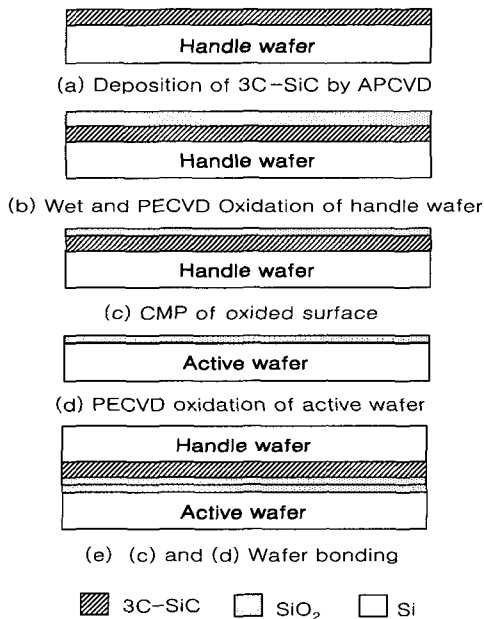 Handle wafer
(a) Deposition of 3C-SiC by APCVD
Handle wafer
(b) Wet and PECVD Oxidation of handle wafer
Handle wafer
(c) CMP of oxided surface
Active wafer
(d) PECVD oxidation of active wafer
Handle wafer
Active wafer
(e) (c) and (d) Wafer bonding
3C-SiC SiO₂ Si